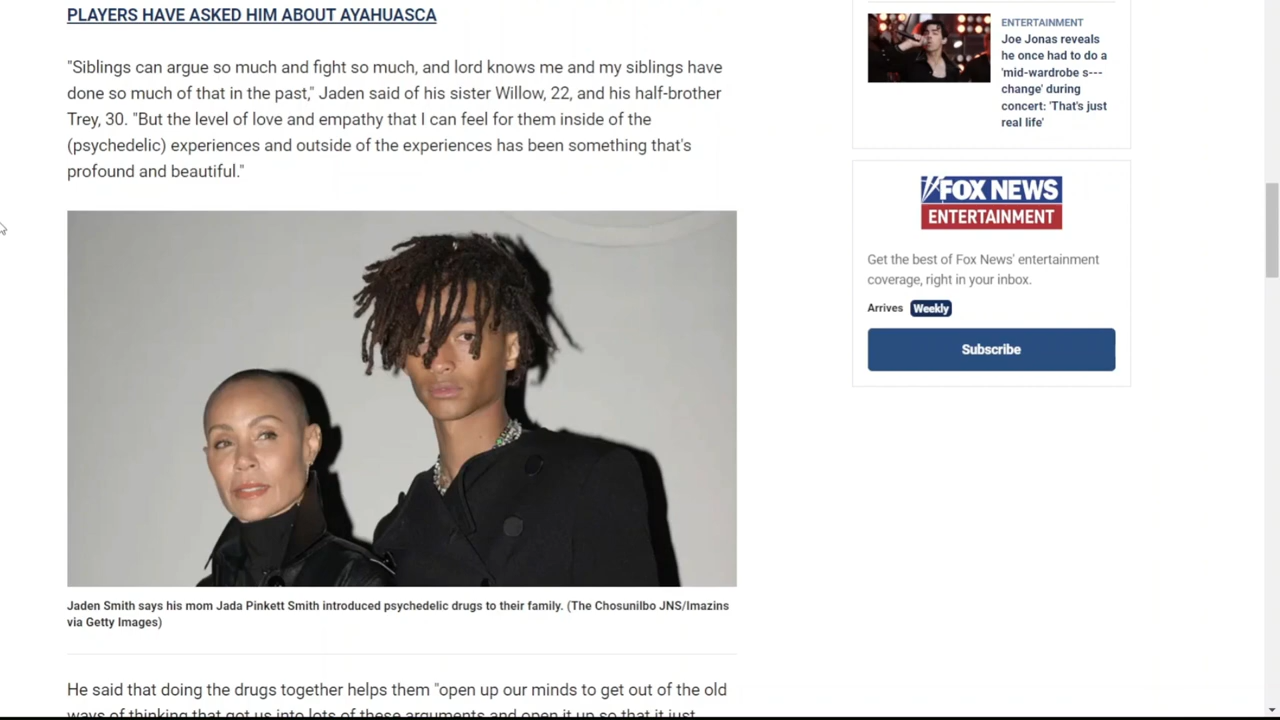 PLAYERS HAVE ASKED HIM ABOUT AYAHUASCA
"Siblings can argue so much and fight so much, and lord knows me and my siblings have
done so much of that in the past," Jaden said of his sister Willow, 22, and his half-brother
Trey, 30. "But the level of love and empathy that I can feel for them inside of the
(psychedelic) experiences and outside of the experiences has been something that's
profound and beautiful."
Jaden Smith says his mom Jada Pinkett Smith introduced psychedelic drugs to their family. (The Chosunilbo JNS/Imazins
via Getty Images)
He said that doing the drugs together helps them "open up our minds to get out of the old
ways of thinking that got us into lots of these arguments and open it up so that it just
ENTERTAINMENT
Joe Jonas reveals
he once had to do a
'mid-wardrobe s---
change' during
concert: 'That's just
real life'
FOX NEWS
ENTERTAINMENT
Get the best of Fox News' entertainment
coverage, right in your inbox.
Arrives Weekly
Subscribe